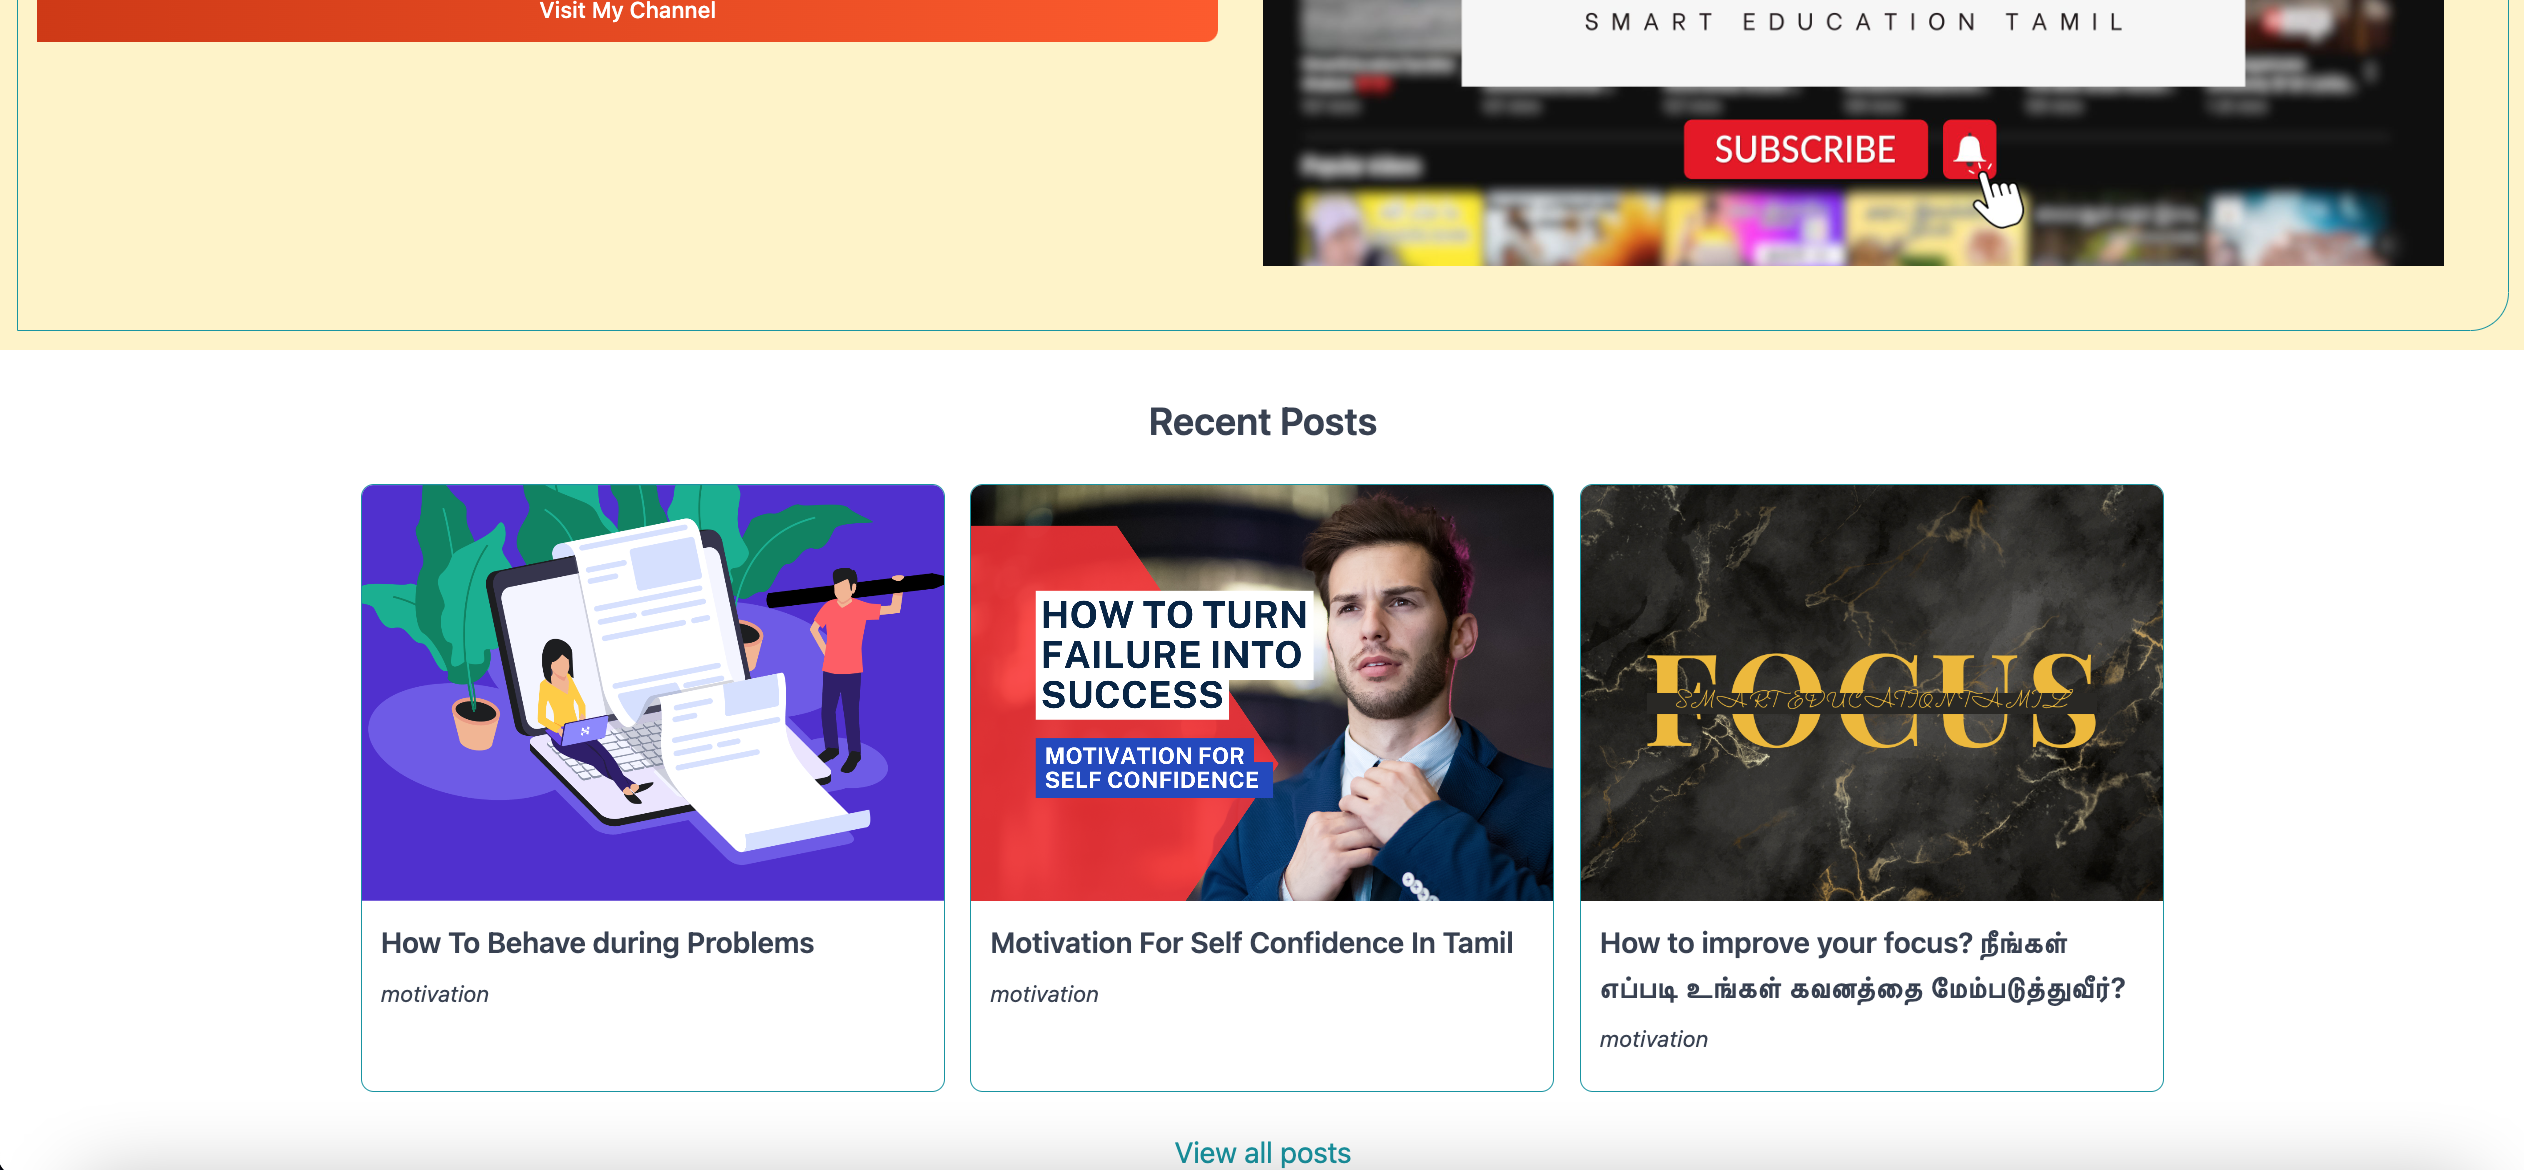 Visit My Channel
SMART EDUCATION TAMIL
SUBSCRIBE
Recent Posts
HOW TO TURN
FAILURE INTO
SUCCESS
MOTIVATION FOR
SELF CONFIDENCE
FOCUS
SMART EDUCATION TAMIL
How To Behave during Problems
motivation
Motivation For Self Confidence In Tamil
motivation
How to improve your focus? நீங்கள்
எப்படி உங்கள் கவனத்தை மேம்படுத்துவீர்?
motivation
View all posts